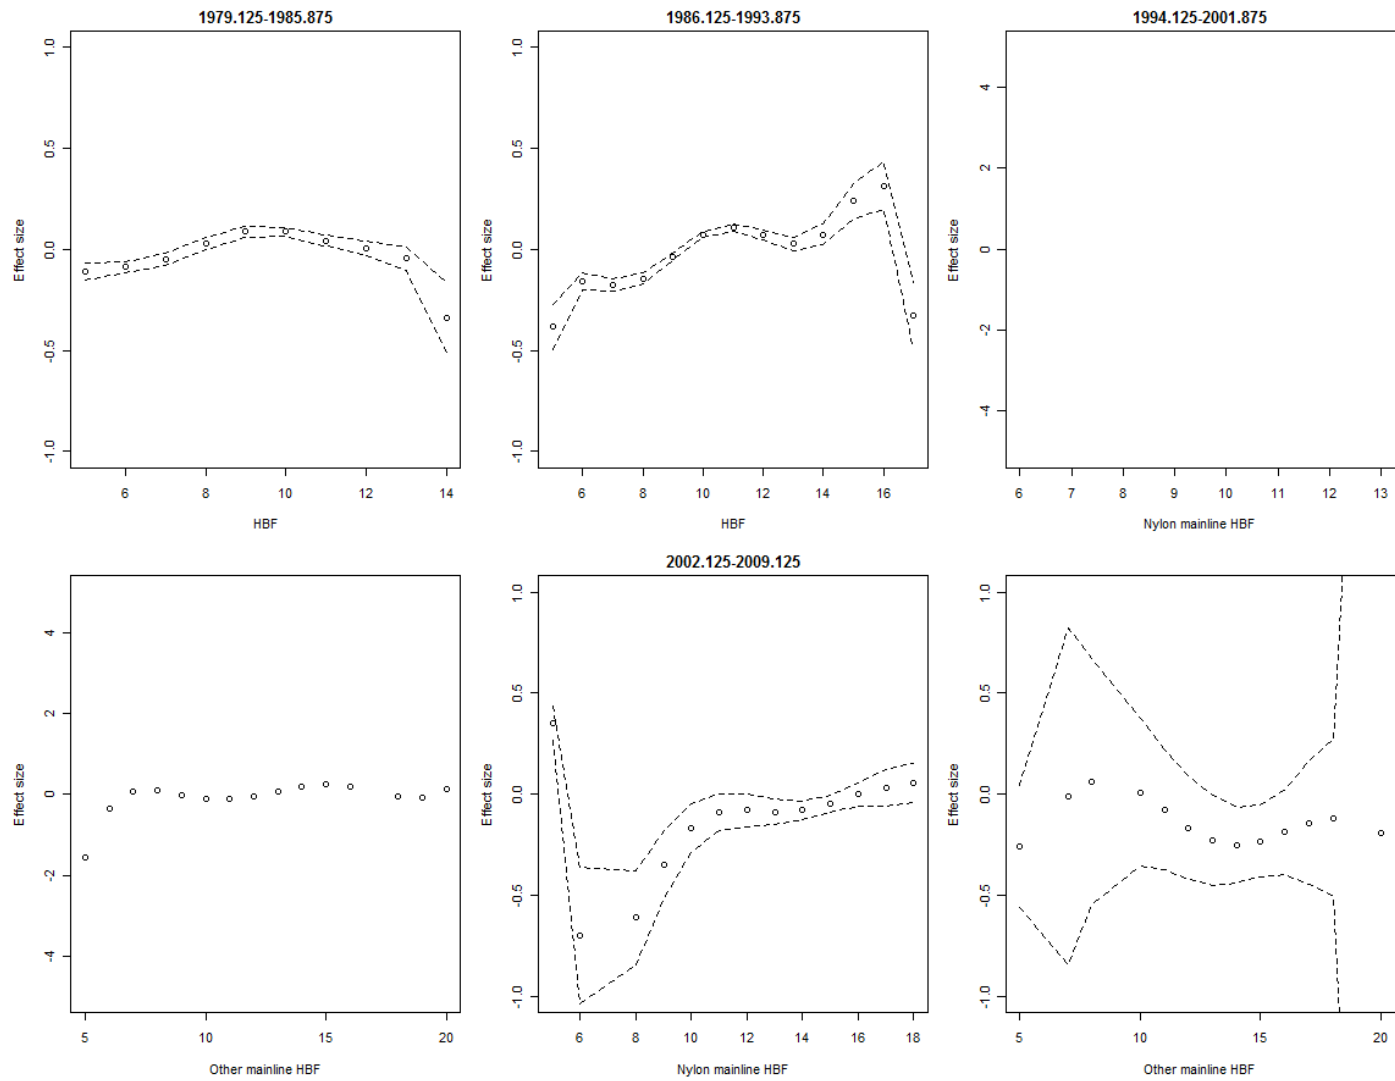 1979.125-1985.875
1.0
0.5
0.0
-0.5
-1.0
Effect size
6 8 10 12 14
HBF
1986.125-1993.875
1.0
0.5
0.0
-0.5
-1.0
Effect size
6 8 10 12 14 16
HBF
1994.125-2001.875
4
2
0
-2
-4
Effect size
6 7 8 9 10 11 12 13
Nylon mainline HBF
4
2
0
-2
-4
Effect size
5 10 15 20
Other mainline HBF
2002.125-2009.125
1.0
0.5
0.0
-0.5
-1.0
Effect size
6 8 10 12 14 16 18
Nylon mainline HBF
1.0
0.5
0.0
-0.5
-1.0
Effect size
5 10 15 20
Other mainline HBF